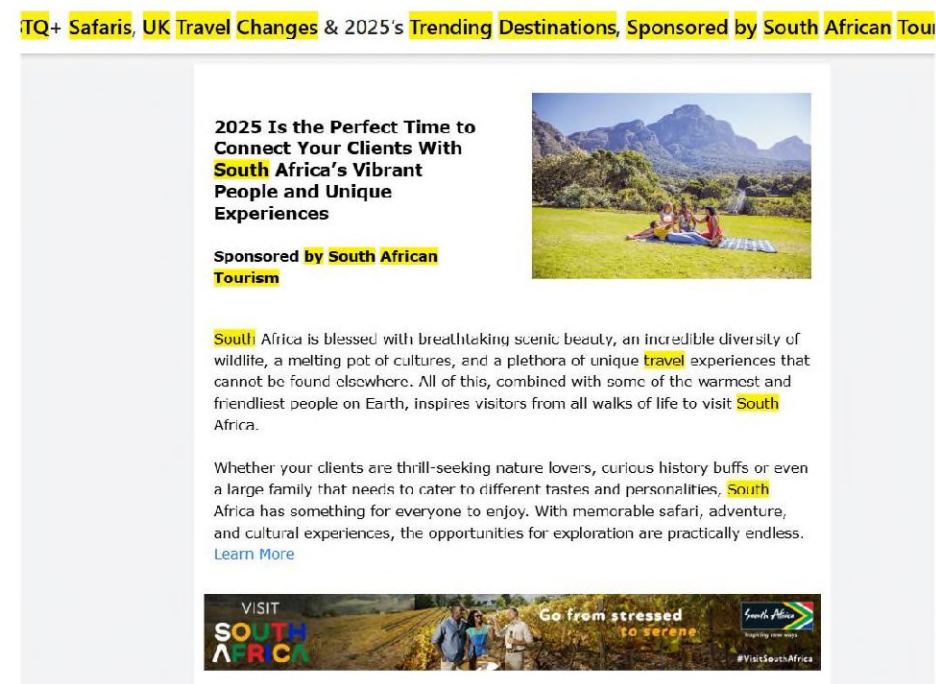 TQ+ Safaris, UK Travel Changes & 2025's Trending Destinations, Sponsored by South African Tour
2025 Is the Perfect Time to
Connect Your Clients With
South Africa's Vibrant
People and Unique
Experiences
Sponsored by South African
Tourism
South Africa is blessed with breathtaking scenic beauty, an incredible diversity of
wildlife, a melting pot of cultures, and a plethora of unique travel experiences that
cannot be found elsewhere. All of this, combined with some of the warmest and
friendliest people on Earth, inspires visitors from all walks of life to visit South
Africa.
Whether your clients are thrill-seeking nature lovers, curious history buffs or even
a large family that needs to cater to different tastes and personalities, South
Africa has something for everyone to enjoy. With memorable safari, adventure,
and cultural experiences, the opportunities for exploration are practically endless.
Learn More
VISIT
SOUTH
AFRICA
Go from stressed
to serene
South Africa
Inspiring new ways
#VisitSouthAfrica